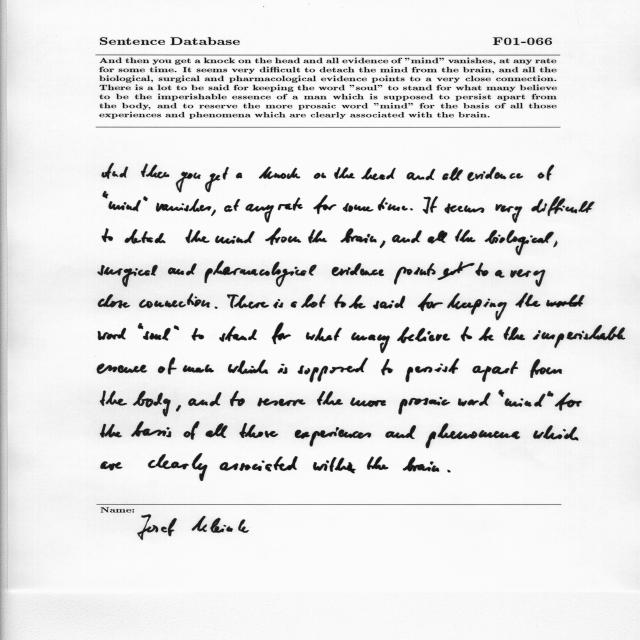 Sentence Database F01-066
And then you get a knock on the head and all evidence of "mind" vanishes, at any rate
for some time. It seems very difficult to detach the mind from the brain, and all the
biological, surgical and pharmacological evidence points to a very close connection.
There is a lot to be said for keeping the word "soul" to stand for what many believe
to be the imperishable essence of a man which is supposed to persist apart from
the body, and to reserve the more prosaic word "mind" for the basis of all those
experiences and phenomena which are clearly associated with the brain.
And then you get a knock on the head and all evidence of
"mind" vanishes, at any rate for some time. It seems very difficult
to detach the mind from the brain, and all the biological,
surgical and pharmacological evidence points to a very
close connection. There is a lot to be said for keeping the
word "soul" to stand for what many believe to be the imperishable
essence of man which is supposed to persist apart from
the body, and to reserve the more prosaic word "mind" for
the basis of all those experiences and phenomena which
are clearly associated with the brain.
Name:
Josef